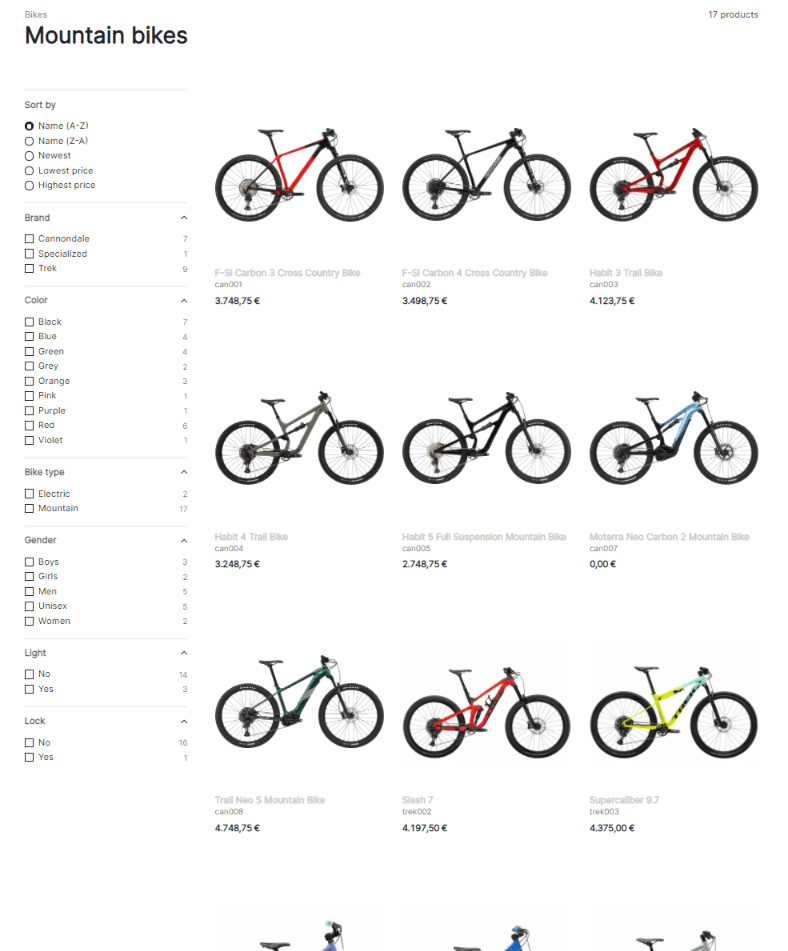 Bikes
17 products
Mountain bikes
Sort by
Name (A-Z)
Name (Z-A)
Newest
Lowest price
Highest price
Brand
Cannondale 7
Specialized 1
Trek 9
Color
Black 7
Blue 4
Green 4
Grey 2
Orange 3
Pink 1
Purple 1
Red 6
Violet 1
Bike type
Electric 2
Mountain 17
Gender
Boys 3
Girls 2
Men 5
Unisex 5
Women 2
Light
No 14
Yes 3
Lock
No 16
Yes 1
F-SI Carbon 3 Cross Country Bike
can001
3.748,75 €
F-SI Carbon 4 Cross Country Bike
can002
3.498,75 €
Habit 3 Trail Bike
can003
4.123,75 €
Habit 4 Trail Bike
can004
3.248,75 €
Habit 5 Full Suspension Mountain Bike
can005
2.748,75 €
Moterra Neo Carbon 2 Mountain Bike
can007
0,00 €
Trail Neo S Mountain Bike
can008
4.748,75 €
Slash 7
trek002
4.197,50 €
Supercaliber 9.7
trek003
4.375,00 €